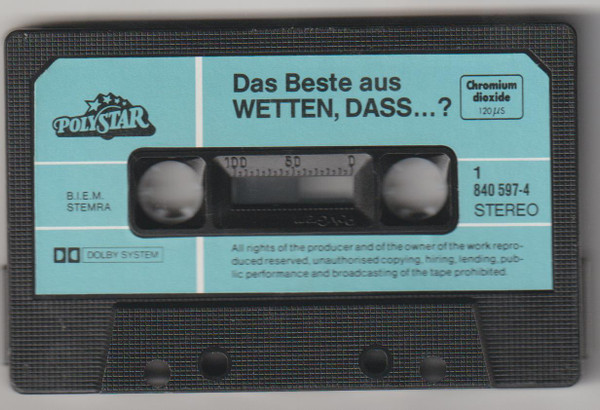 POLYSTAR
Das Beste aus
WETTEN, DASS...?
Chromium
dioxide
120 µS
100 50 0
B.I.E.M.
STEMRA
1
840 597-4
STEREO
DOLBY SYSTEM
All rights of the producer and of the owner of the work repro-
duced reserved, unauthorised copying, hiring, lending, pub-
lic performance and broadcasting of the tape prohibited.